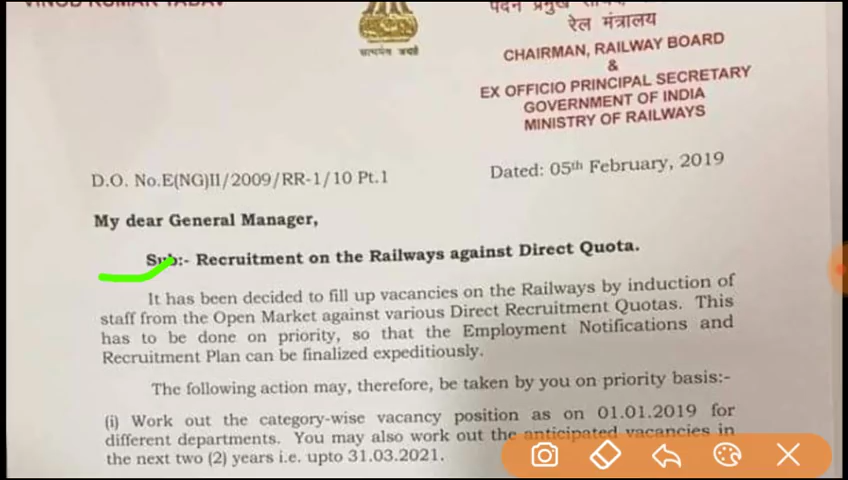 VINOD KUMAR YADAV
रेल मंत्रालय
सत्यमेव जयते
CHAIRMAN, RAILWAY BOARD
&
EX OFFICIO PRINCIPAL SECRETARY
GOVERNMENT OF INDIA
MINISTRY OF RAILWAYS
D.O. No.E(NG)II/2009/RR-1/10 Pt.1
Dated: 05th February, 2019
My dear General Manager,
Sub:- Recruitment on the Railways against Direct Quota.
It has been decided to fill up vacancies on the Railways by induction of
staff from the Open Market against various Direct Recruitment Quotas. This
has to be done on priority, so that the Employment Notifications and
Recruitment Plan can be finalized expeditiously.
The following action may, therefore, be taken by you on priority basis:-
(i) Work out the category-wise vacancy position as on 01.01.2019 for
different departments. You may also work out the anticipated vacancies in
the next two (2) years i.e. upto 31.03.2021.